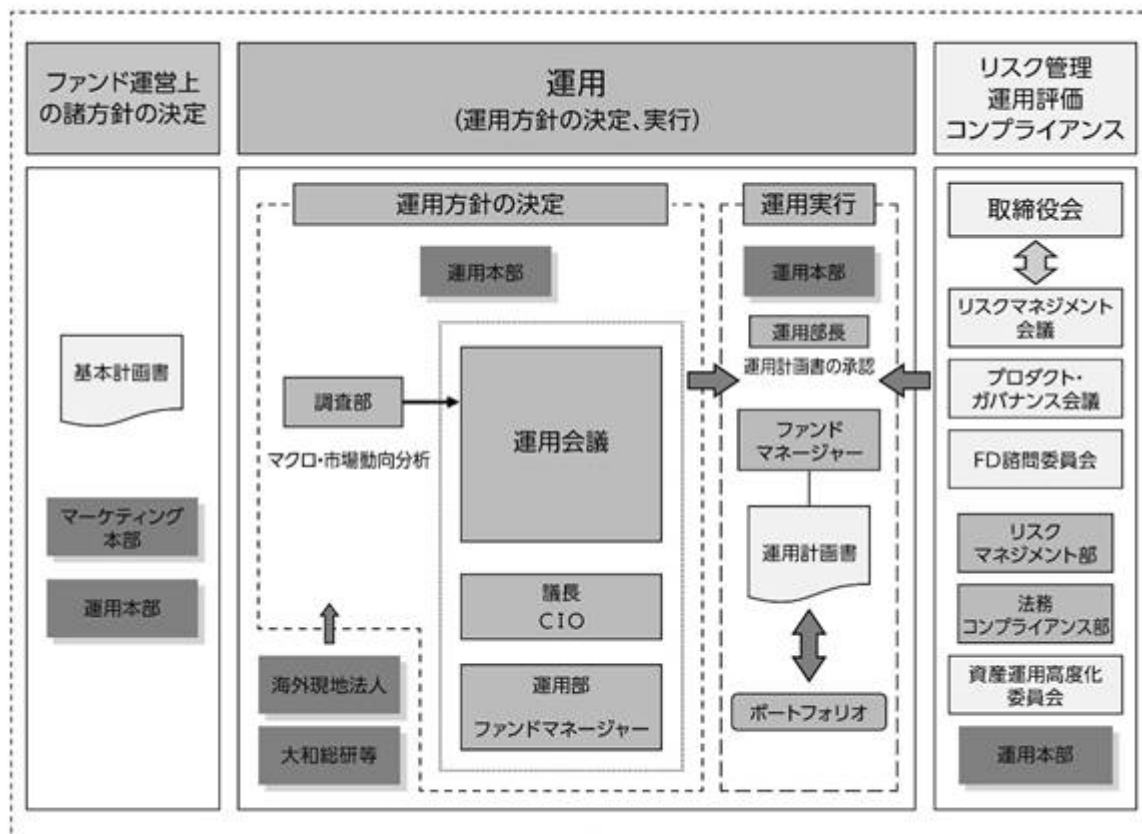 ファンド運営上
の諸方針の決定
運用
(運用方針の決定、実行)
リスク管理
運用評価
コンプライアンス
基本計画書
マーケティング
本部
運用本部
運用方針の決定
運用本部
調査部
マクロ・市場動向分析
運用会議
議長
CIO
運用部
ファンドマネージャー
海外現地法人
大和総研等
運用実行
運用本部
運用部長
運用計画書の承認
ファンド
マネージャー
運用計画書
ポートフォリオ
取締役会
リスクマネジメント
会議
プロダクト・
ガバナンス会議
FD諮問委員会
リスク
マネジメント部
法務
コンプライアンス部
資産運用高度化
委員会
運用本部